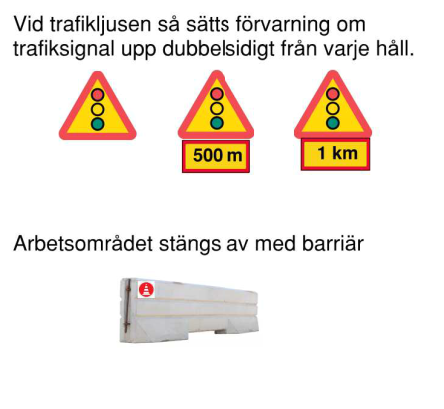 Vid trafikljusen så sätts förvarning om
trafiksignal upp dubbelsidigt från varje håll.
500 m
1 km
Arbetsområdet stängs av med barriär